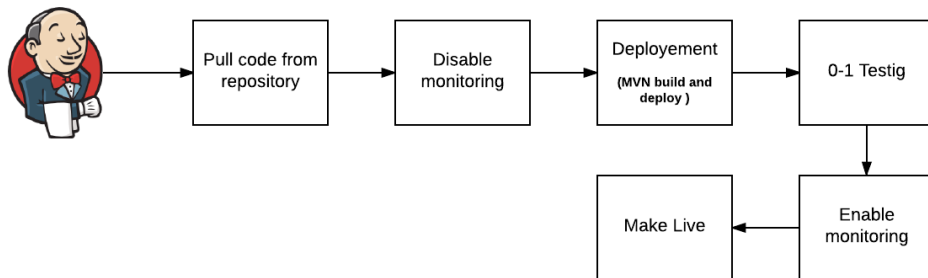 Pull code from
repository
Disable
monitoring
Deployement
(MVN build and
deploy )
0-1 Testig
Enable
monitoring
Make Live